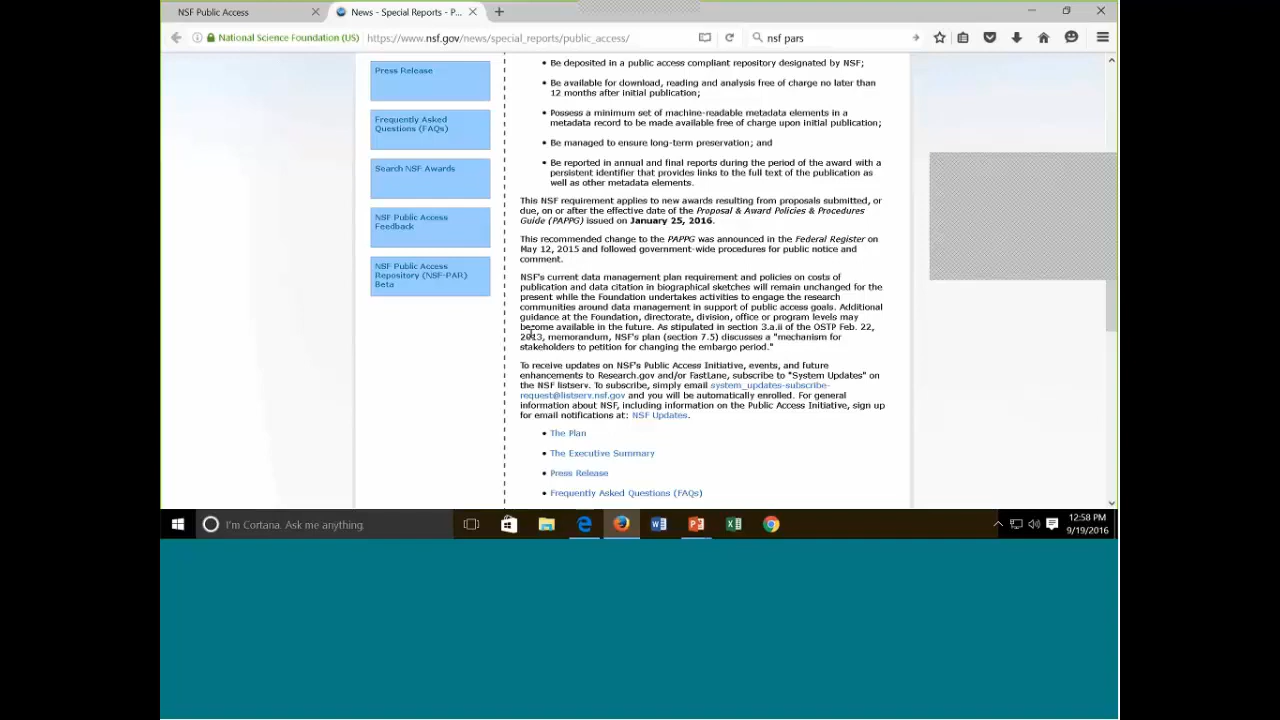 NSF Public Access
News - Special Reports - P...
National Science Foundation (US)
https://www.nsf.gov/news/special_reports/public_access/
nsf pars
Press Release
Frequently Asked
Questions (FAQs)
Search NSF Awards
NSF Public Access
Feedback
NSF Public Access
Repository (NSF-PAR)
Beta
• Be deposited in a public access compliant repository designated by NSF;
• Be available for download, reading and analysis free of charge no later than
12 months after initial publication;
• Possess a minimum set of machine-readable metadata elements in a
metadata record to be made available free of charge upon initial publication;
• Be managed to ensure long-term preservation; and
• Be reported in annual and final reports during the period of the award with a
persistent identifier that provides links to the full text of the publication as
well as other metadata elements.
This NSF requirement applies to new awards resulting from proposals submitted, or
due, on or after the effective date of the Proposal & Award Policies & Procedures
Guide (PAPPG) issued on January 25, 2016.
This recommended change to the PAPPG was announced in the Federal Register on
May 12, 2015 and followed government-wide procedures for public notice and
comment.
NSF's current data management plan requirement and policies on costs of
publication and data citation in biographical sketches will remain unchanged for the
present while the Foundation undertakes activities to engage the research
communities around data management in support of public access goals. Additional
guidance at the Foundation, directorate, division, office or program levels may
become available in the future. As stipulated in section 3.a.ii of the OSTP Feb. 22,
2013, memorandum, NSF's plan (section 7.5) discusses a "mechanism for
stakeholders to petition for changing the embargo period."
To receive updates on NSF's Public Access Initiative, events, and future
enhancements to Research.gov and/or FastLane, subscribe to "System Updates" on
the NSF listserv. To subscribe, simply email system_updates-subscribe-
request@listserv.nsf.gov and you will be automatically enrolled. For general
information about NSF, including information on the Public Access Initiative, sign up
for email notifications at: NSF Updates.
• The Plan
• The Executive Summary
• Press Release
• Frequently Asked Questions (FAQs)
I'm Cortana. Ask me anything.
12:58 PM
9/19/2016